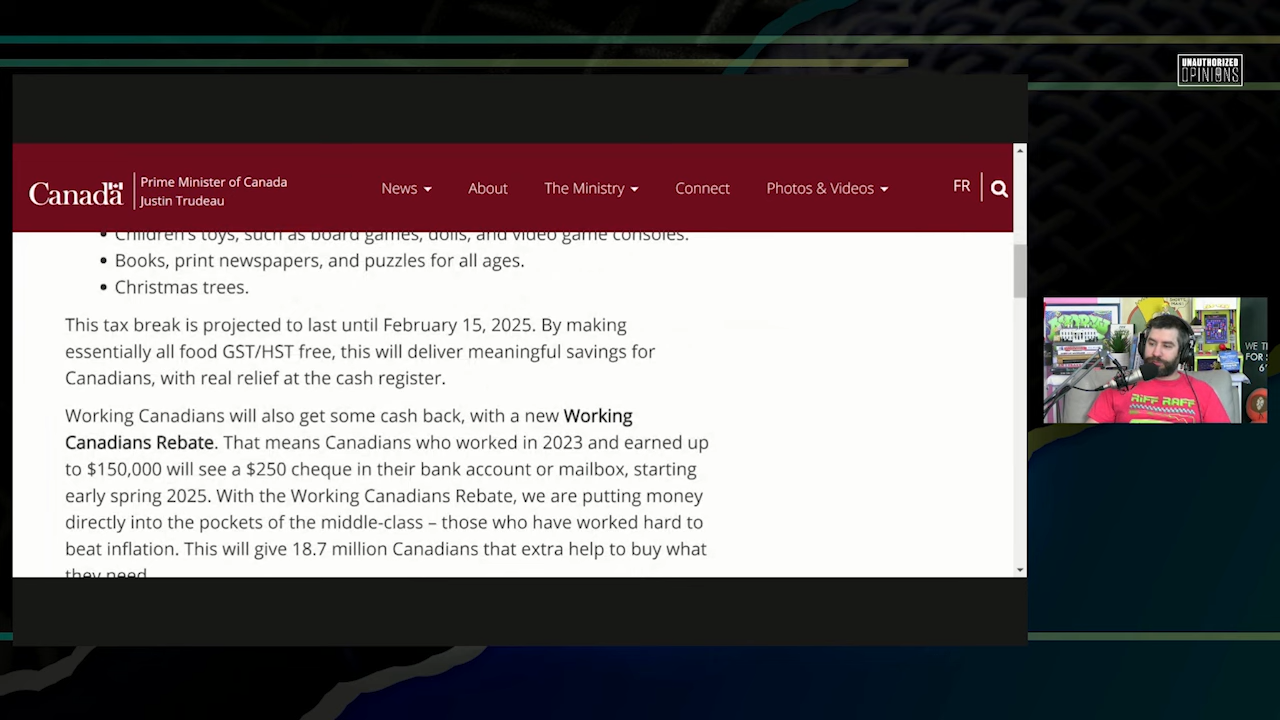 UNAUTHORIZED
OPINIONS
Canada
Prime Minister of Canada
Justin Trudeau
News
About
The Ministry
Connect
Photos & Videos
FR
Children's toys, such as board games, dolls, and video game consoles.
• Books, print newspapers, and puzzles for all ages.
• Christmas trees.
This tax break is projected to last until February 15, 2025. By making
essentially all food GST/HST free, this will deliver meaningful savings for
Canadians, with real relief at the cash register.
Working Canadians will also get some cash back, with a new Working
Canadians Rebate. That means Canadians who worked in 2023 and earned up
to $150,000 will see a $250 cheque in their bank account or mailbox, starting
early spring 2025. With the Working Canadians Rebate, we are putting money
directly into the pockets of the middle-class – those who have worked hard to
beat inflation. This will give 18.7 million Canadians that extra help to buy what
they need.
RIFF RAFF
WE T
FOR